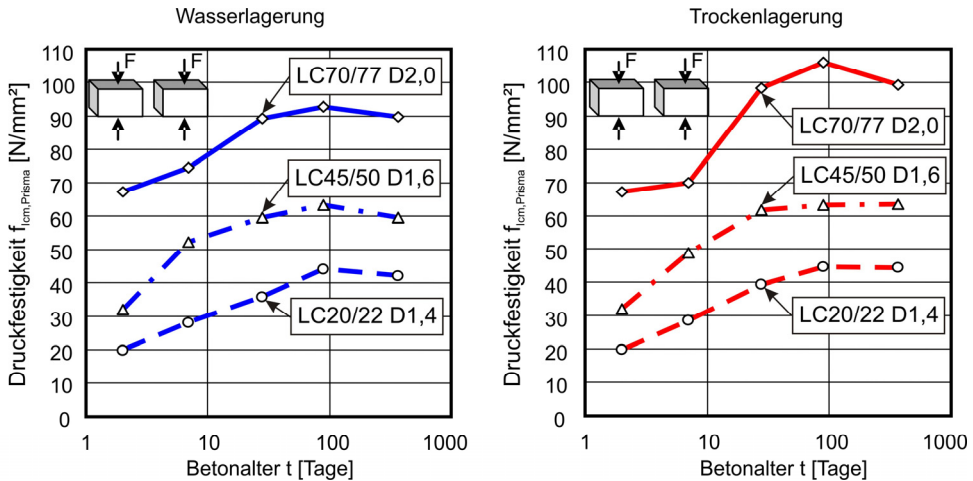 Wasserlagerung
Druckfestigkeit flcm,Prisma [N/mm²]
110
100
90
80
70
60
50
40
30
20
10
0
F F
LC70/77 D2,0
LC45/50 D1,6
LC20/22 D1,4
1 10 100 1000
Betonalter t [Tage]
Trockenlagerung
Druckfestigkeit flcm,Prisma [N/mm²]
110
100
90
80
70
60
50
40
30
20
10
0
F F
LC70/77 D2,0
LC45/50 D1,6
LC20/22 D1,4
1 10 100 1000
Betonalter t [Tage]